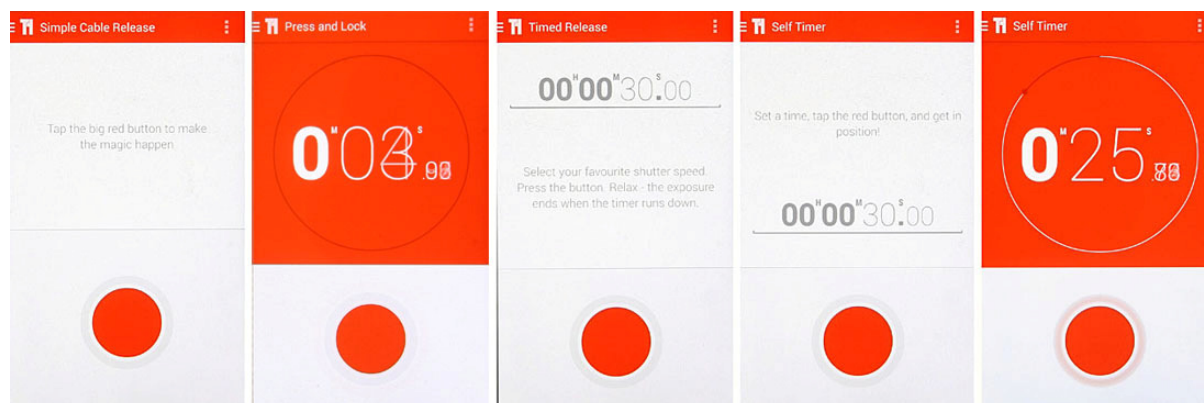 Simple Cable Release
Tap the big red button to make
the magic happen
Press and Lock
0 M 03 S
Timed Release
00 H 00 M 30 S .00
Select your favourite shutter speed.
Press the button. Relax - the exposure
ends when the timer runs down.
Self Timer
Set a time, tap the red button, and get in
position!
00 H 00 M 30 S .00
Self Timer
0 M 25 S